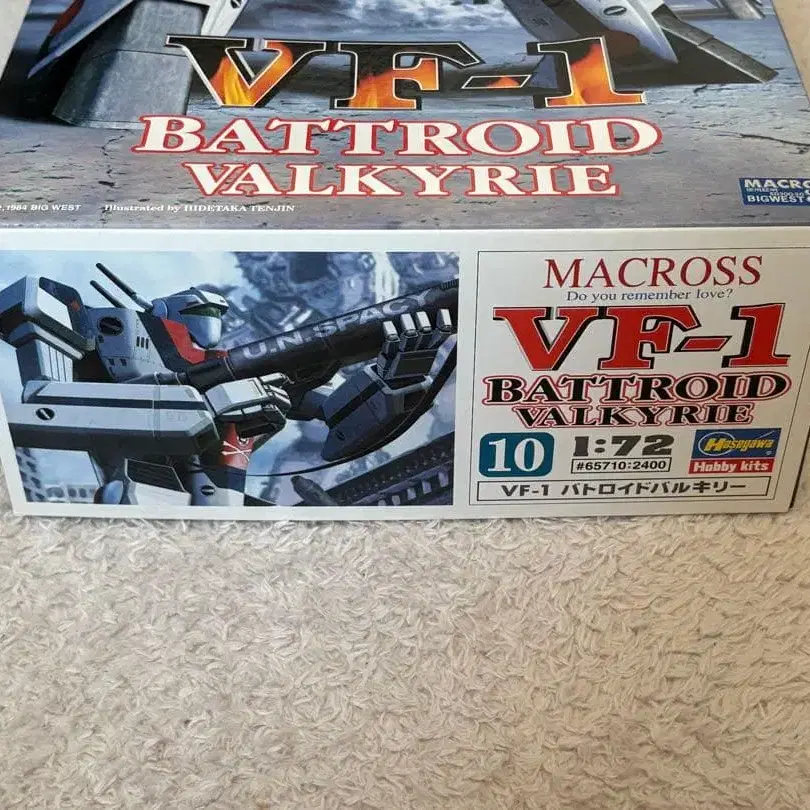 VF-1
BATTROID
VALKYRIE
1984 BIG WEST Illustrated by HIDETAKA TENJIN
MACRO
BIGWEST
U.N.SPACY
MACROSS
Do you remember love?
VF-1
BATTROID
VALKYRIE
10 1:72
#65710:2400
Hasegawa
Hobby kits
VF-1 バトロイドバルキリー